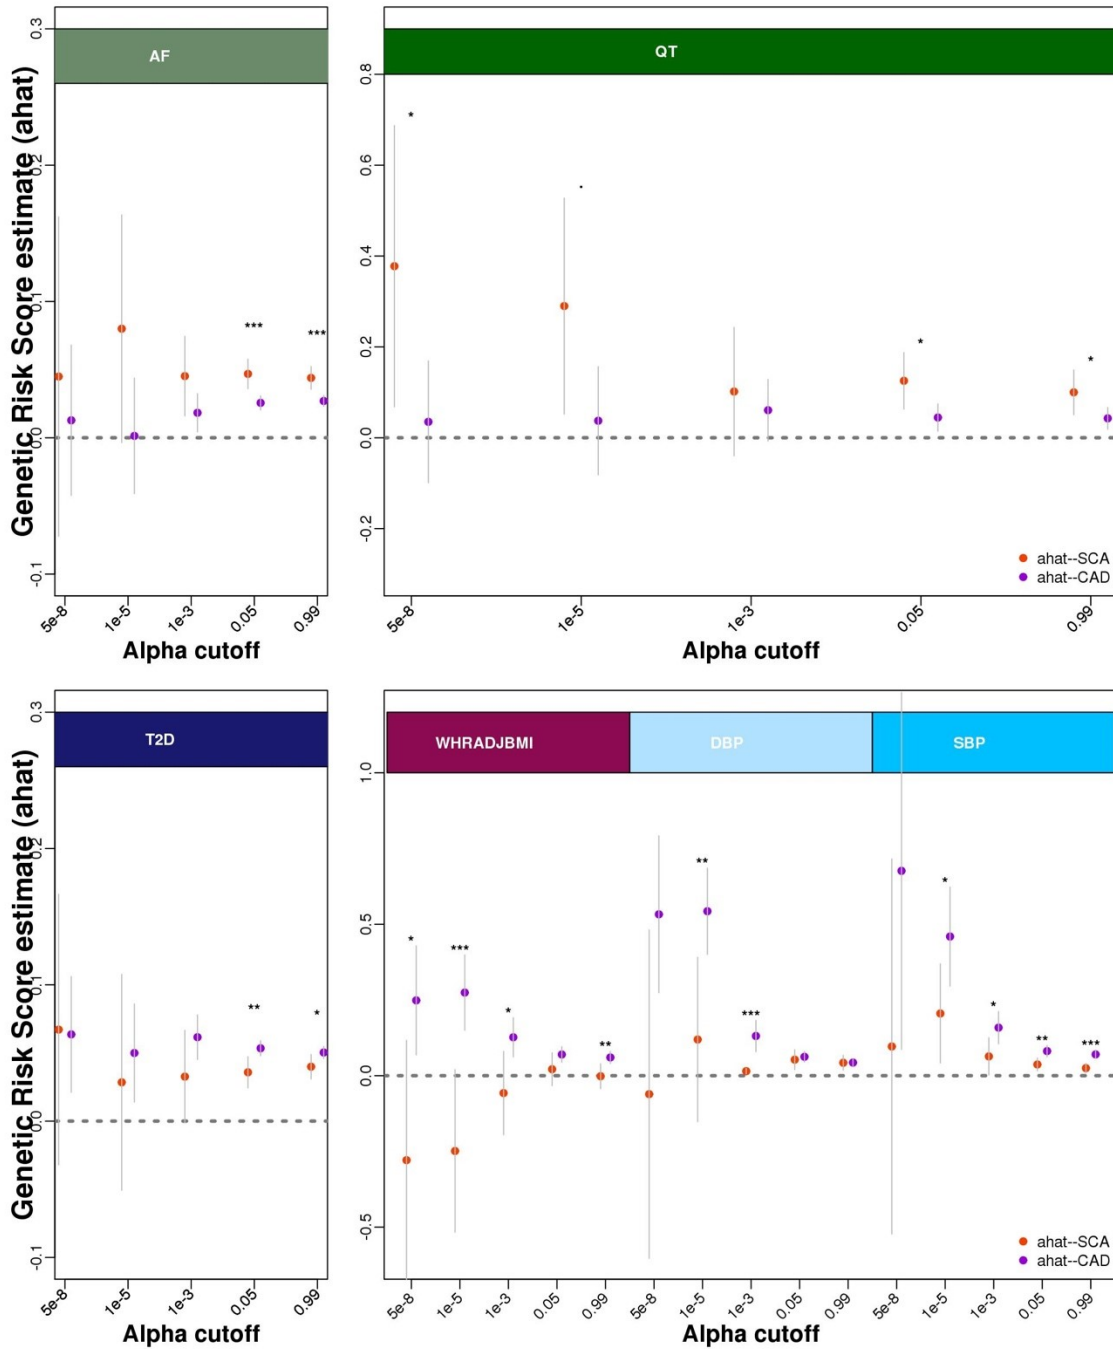 AF
QT
Genetic Risk Score estimate (ahat)
0.3
0.2
0.1
0.0
-0.1
0.8
0.6
0.4
0.2
0.0
-0.2
*
.
*
*
***
***
ahat--SCA
ahat--CAD
5e-8
1e-5
1e-3
0.05
0.99
Alpha cutoff
5e-8
1e-5
1e-3
0.05
0.99
Alpha cutoff
T2D
WHRADJBMI
DBP
SBP
Genetic Risk Score estimate (ahat)
0.3
0.2
0.1
0.0
-0.1
1.0
0.5
0.0
-0.5
**
*
*
***
*
**
**
***
*
*
**
***
ahat--SCA
ahat--CAD
5e-8
1e-5
1e-3
0.05
0.99
Alpha cutoff
5e-8
1e-5
1e-3
0.05
0.99
5e-8
1e-5
1e-3
0.05
0.99
5e-8
1e-5
1e-3
0.05
0.99
Alpha cutoff